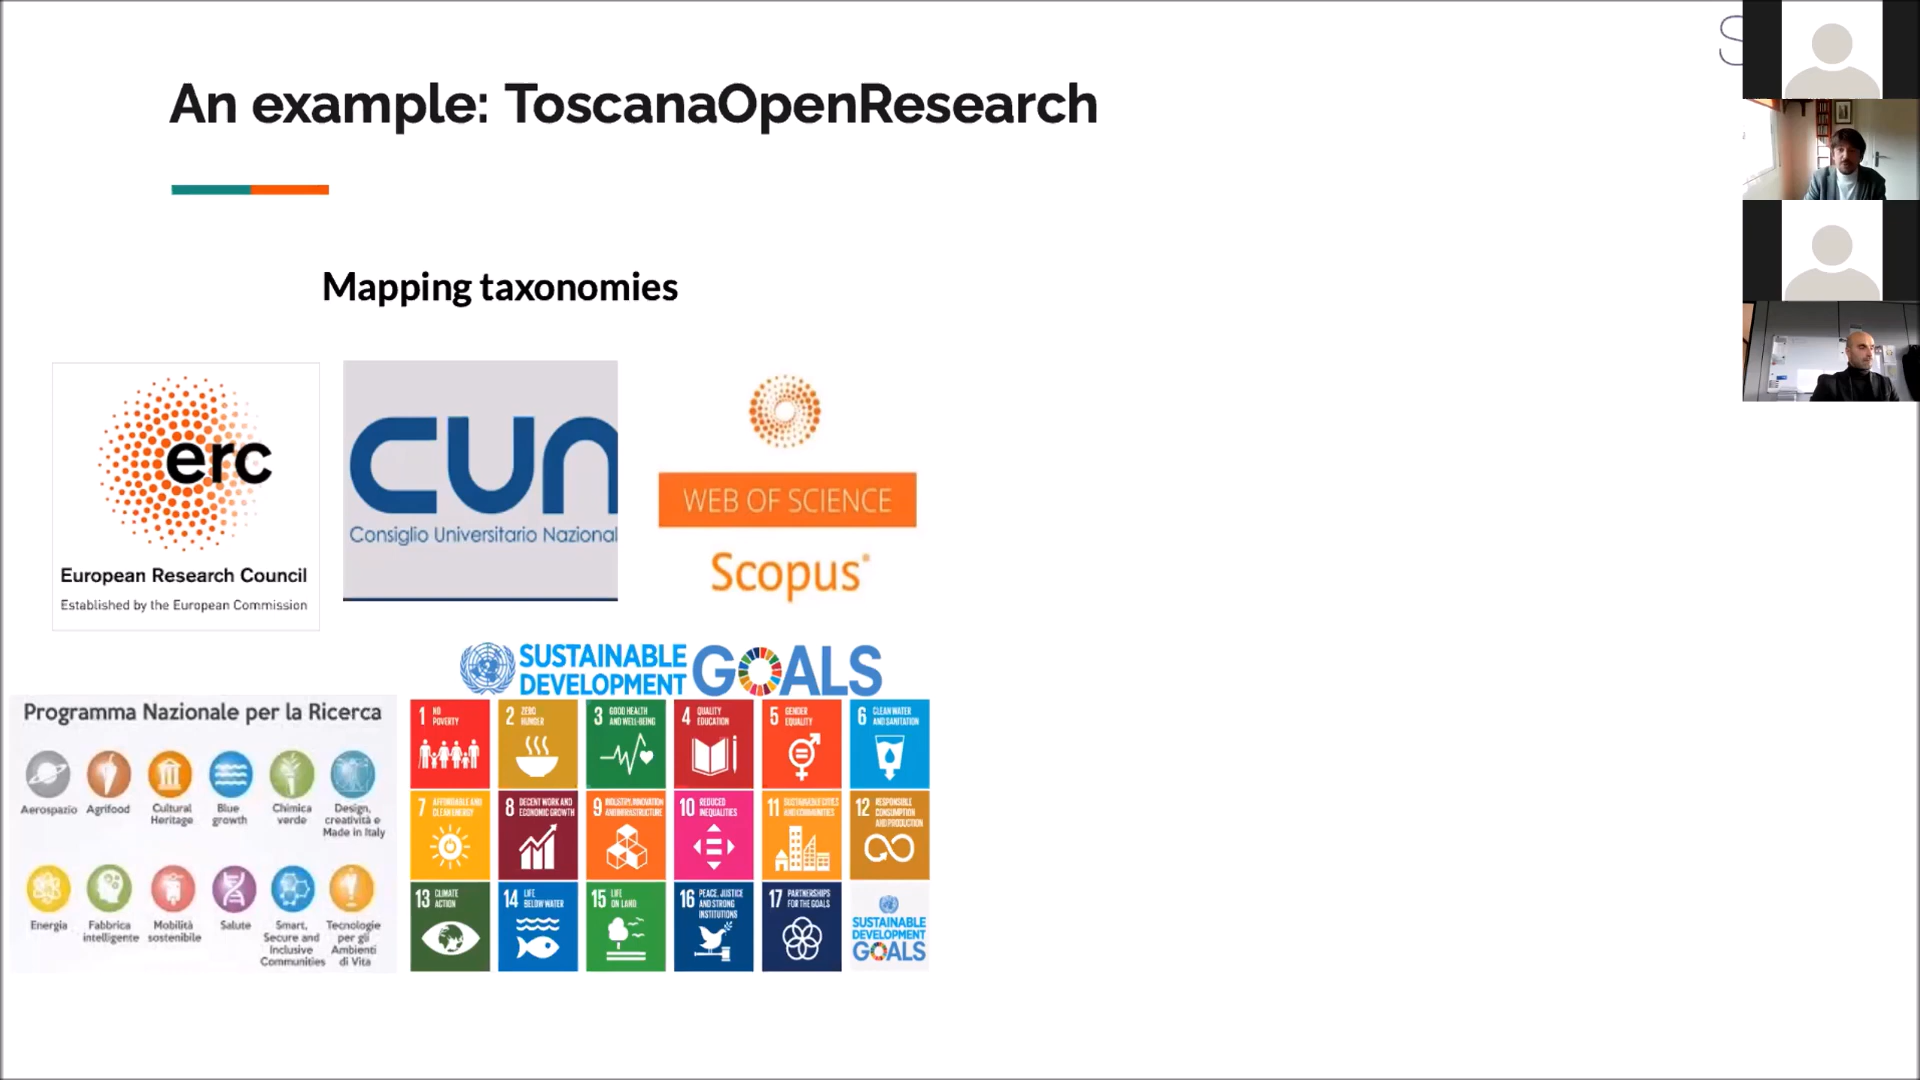 An example: ToscanaOpenResearch
S
Mapping taxonomies
erc
European Research Council
Established by the European Commission
cun
Consiglio Universitario Nazional
WEB OF SCIENCE
Scopus
SUSTAINABLE
DEVELOPMENT
GOALS
Programma Nazionale per la Ricerca
Aerospazio
Agrifood
Cultural
Heritage
Blue
growth
Chimica
verde
Design,
creatività e
Made in Italy
Energia
Fabbrica
intelligente
Mobilità
sostenibile
Salute
Smart,
Secure and
Inclusive
Communities
Tecnologie
per gli
Ambienti
di Vita
1 NO
POVERTY
2 ZERO
HUNGER
3 GOOD HEALTH
AND WELL-BEING
4 QUALITY
EDUCATION
5 GENDER
EQUALITY
6 CLEAN WATER
AND SANITATION
7 AFFORDABLE AND
CLEAN ENERGY
8 DECENT WORK AND
ECONOMIC GROWTH
9 INDUSTRY, INNOVATION
AND INFRASTRUCTURE
10 REDUCED
INEQUALITIES
11 SUSTAINABLE CITIES
AND COMMUNITIES
12 RESPONSIBLE
CONSUMPTION
AND PRODUCTION
13 CLIMATE
ACTION
14 LIFE
BELOW WATER
15 LIFE
ON LAND
16 PEACE, JUSTICE
AND STRONG
INSTITUTIONS
17 PARTNERSHIPS
FOR THE GOALS
SUSTAINABLE
DEVELOPMENT
GOALS